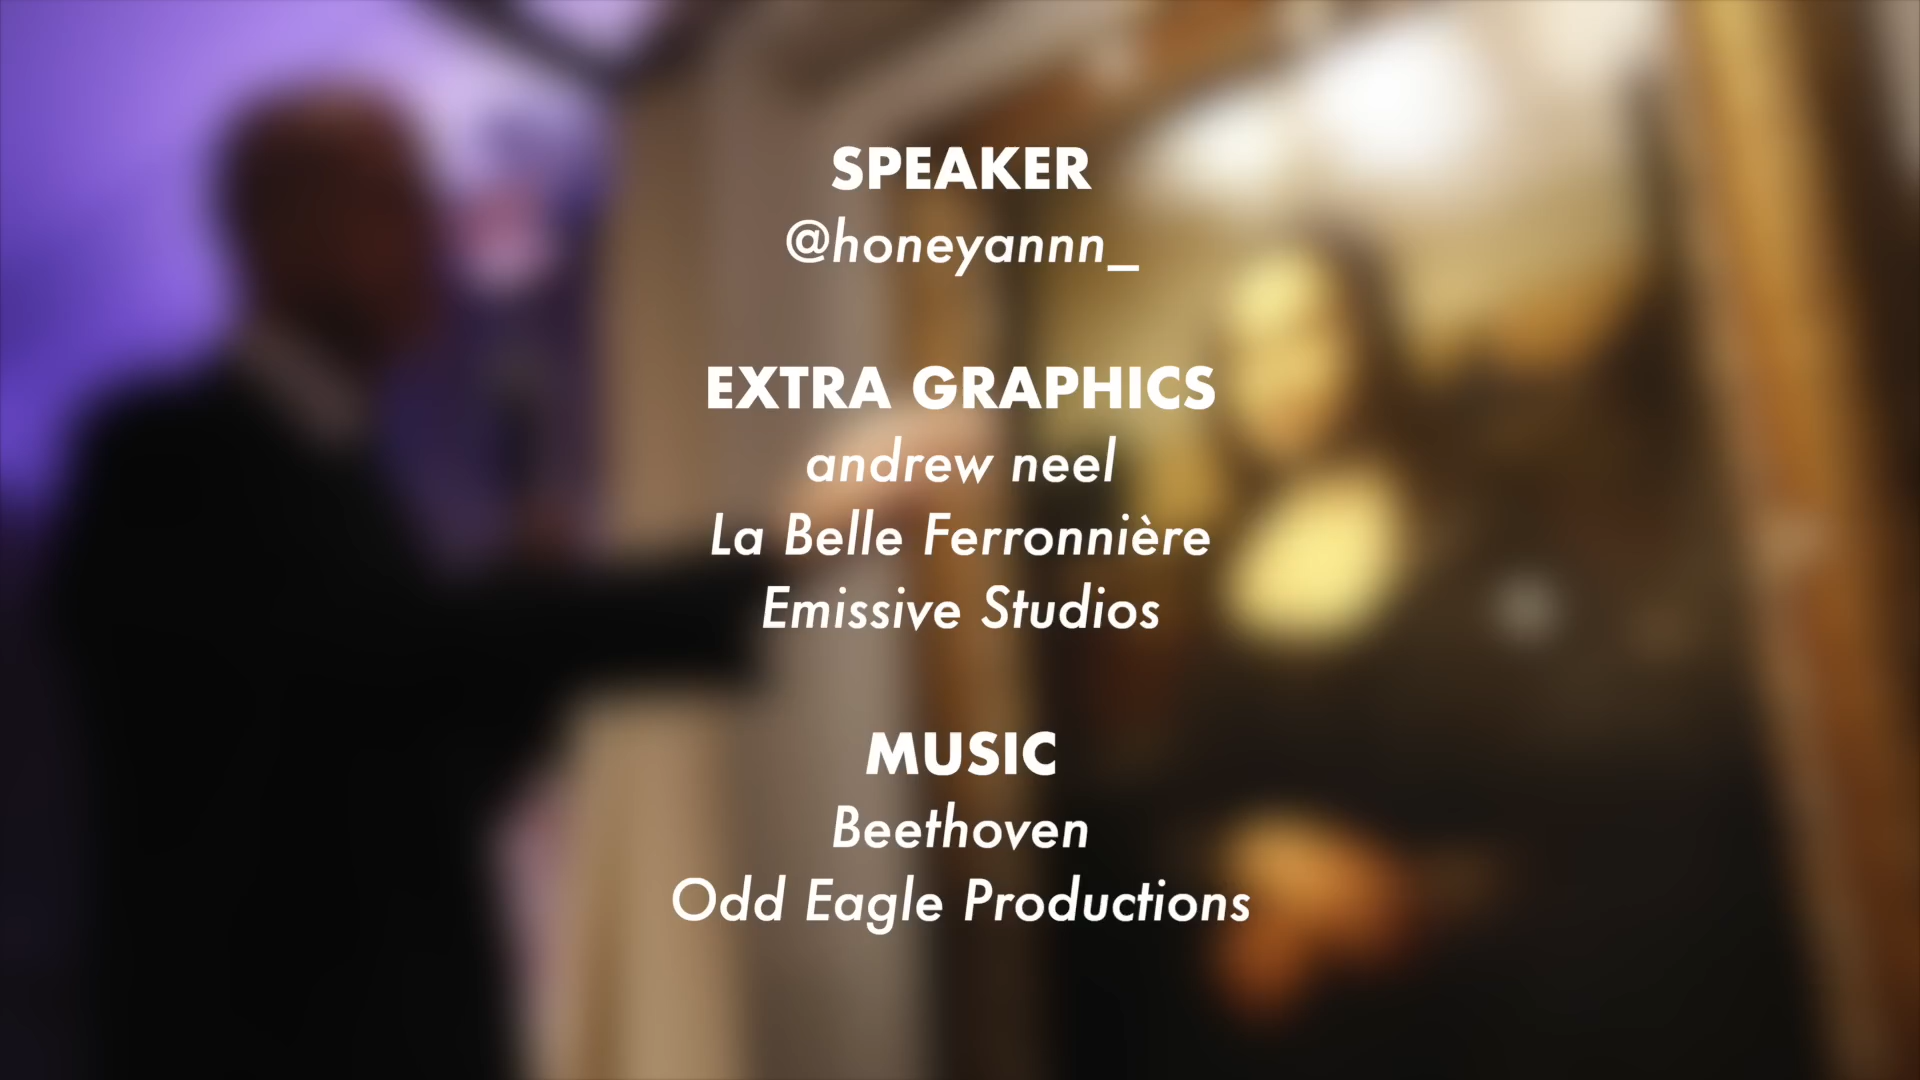 SPEAKER
@honeyannn_
EXTRA GRAPHICS
andrew neel
La Belle Ferronnière
Emissive Studios
MUSIC
Beethoven
Odd Eagle Productions